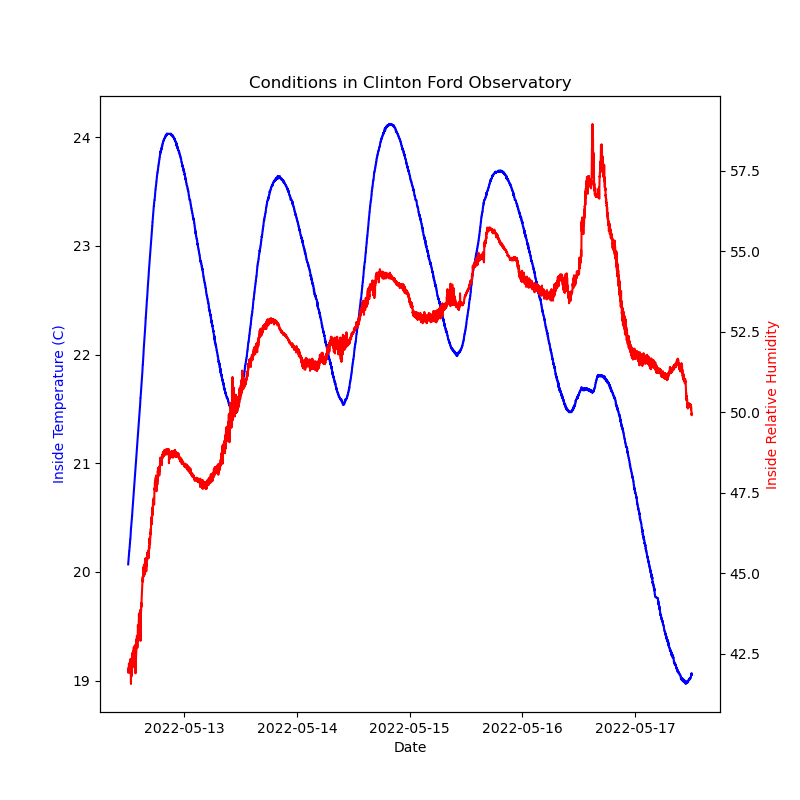 Conditions in Clinton Ford Observatory
24
23
22
21
20
19
Inside Temperature (C)
57.5
55.0
52.5
50.0
47.5
45.0
42.5
Inside Relative Humidity
2022-05-13 2022-05-14 2022-05-15 2022-05-16 2022-05-17
Date